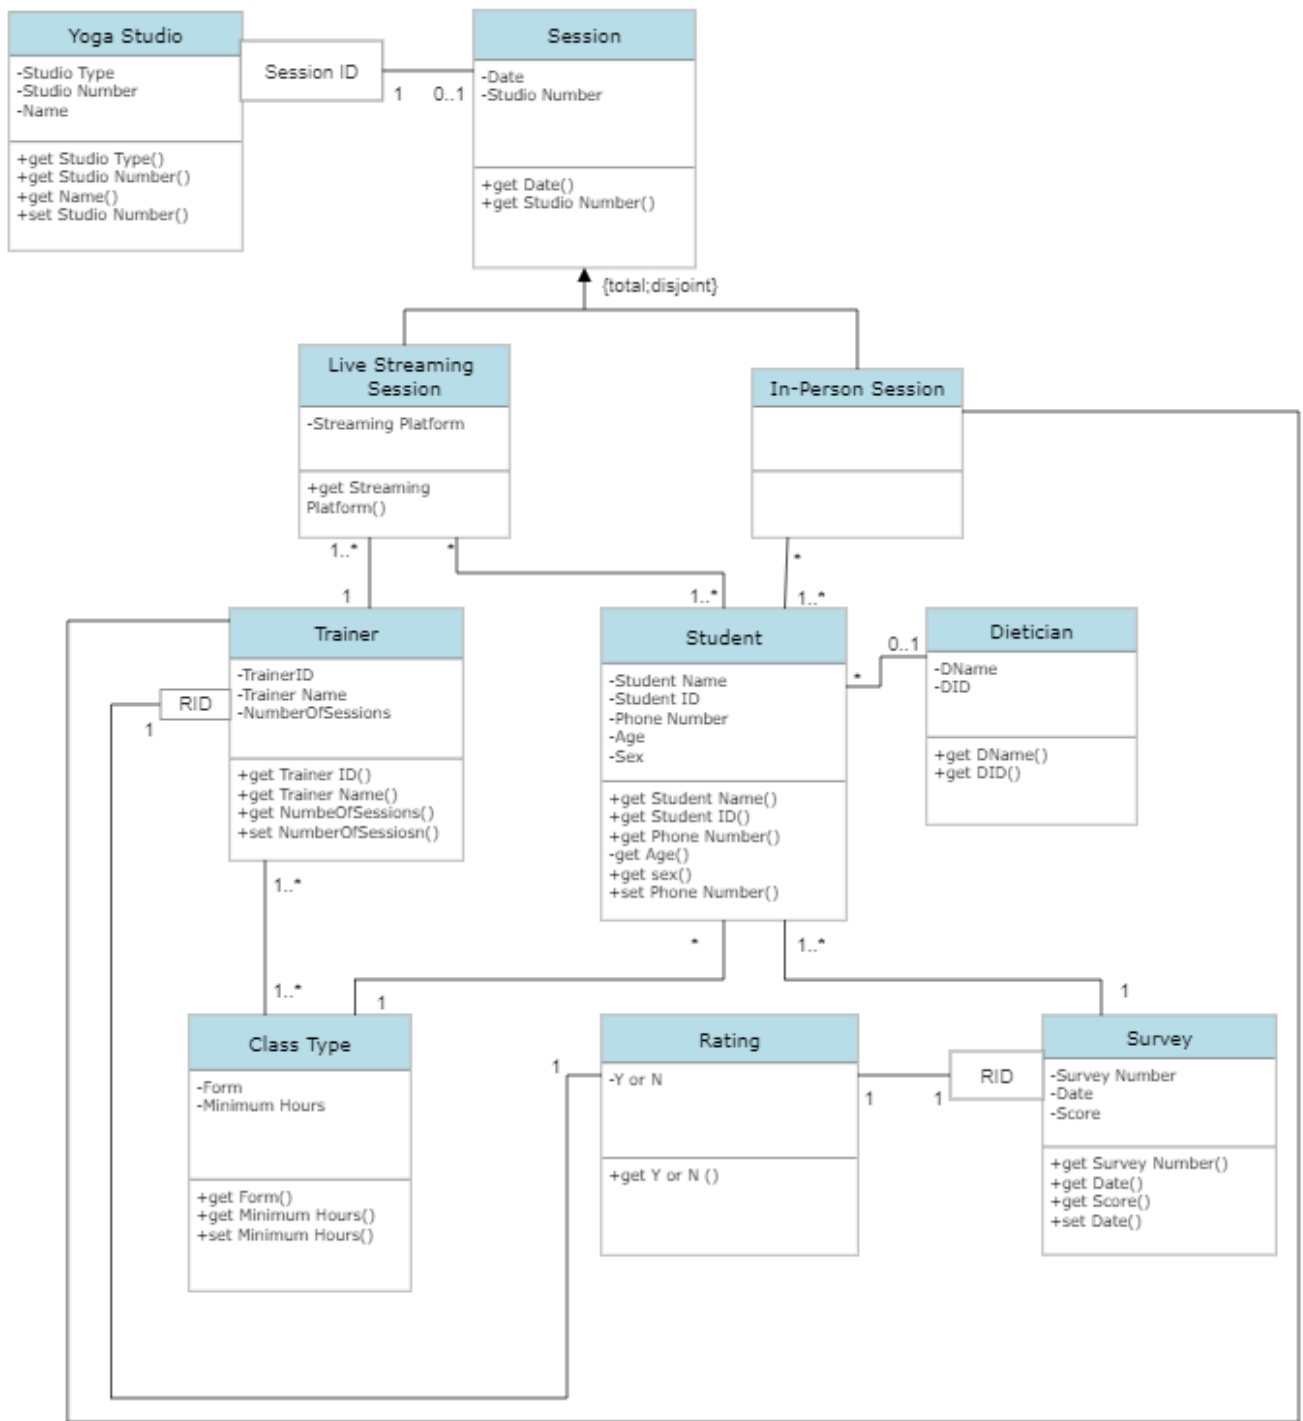 Yoga Studio
-Studio Type
-Studio Number
-Name
+get Studio Type()
+get Studio Number()
+get Name()
+set Studio Number()
Session ID
1
0..1
Session
-Date
-Studio Number
+get Date()
+get Studio Number()
{total;disjoint}
Live Streaming
Session
-Streaming Platform
+get Streaming
Platform()
In-Person Session
1..*
*
*
1
1..*
1..*
Trainer
-TrainerID
-Trainer Name
-NumberOfSessions
+get Trainer ID()
+get Trainer Name()
+get NumbeOfSessions()
+set NumberOfSessiosn()
RID
1
Student
-Student Name
-Student ID
-Phone Number
-Age
-Sex
+get Student Name()
+get Student ID()
+get Phone Number()
-get Age()
+get sex()
+set Phone Number()
0..1
*
Dietician
-DName
-DID
+get DName()
+get DID()
1..*
*
1..*
1..*
1
1
Class Type
-Form
-Minimum Hours
+get Form()
+get Minimum Hours()
+set Minimum Hours()
1
Rating
-Y or N
+get Y or N ()
1
1
RID
Survey
-Survey Number
-Date
-Score
+get Survey Number()
+get Date()
+get Score()
+set Date()